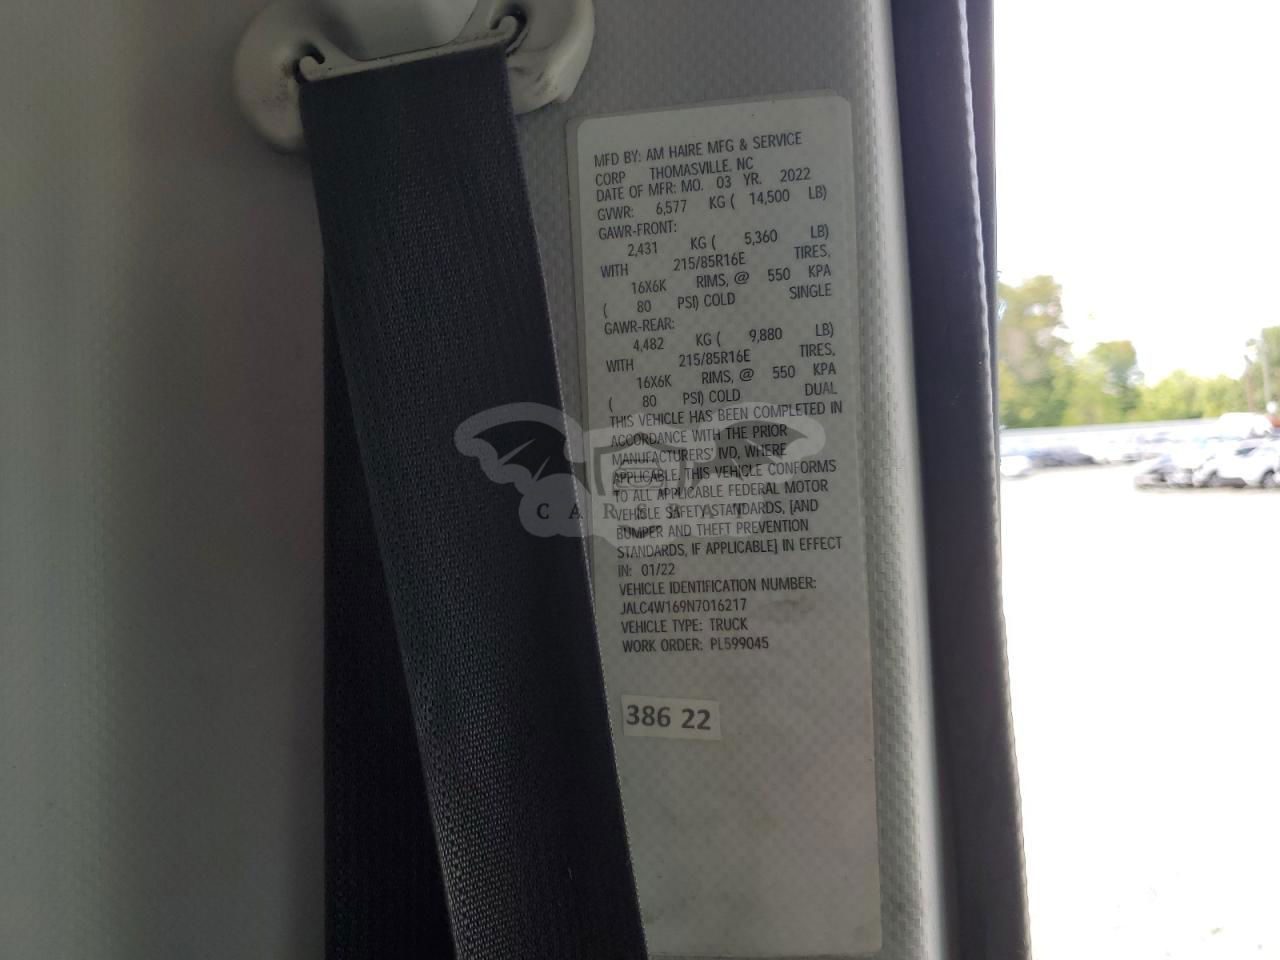 MFD BY: AM HAIRE MFG & SERVICE
CORP THOMASVILLE, NC
DATE OF MFR: MO. 03 YR. 2022
GVWR: 6,577 KG ( 14,500 LB)
GAWR-FRONT:
2,431 KG ( 5,360 LB)
WITH 215/85R16E TIRES,
16X6K RIMS, @ 550 KPA
( 80 PSI) COLD SINGLE
GAWR-REAR:
4,482 KG ( 9,880 LB)
WITH 215/85R16E TIRES,
16X6K RIMS, @ 550 KPA
( 80 PSI) COLD DUAL
THIS VEHICLE HAS BEEN COMPLETED IN
ACCORDANCE WITH THE PRIOR
MANUFACTURERS' IVD, WHERE
APPLICABLE. THIS VEHICLE CONFORMS
TO ALL APPLICABLE FEDERAL MOTOR
VEHICLE SAFETY STANDARDS, [AND
BUMPER AND THEFT PREVENTION
STANDARDS, IF APPLICABLE] IN EFFECT
IN: 01/22
VEHICLE IDENTIFICATION NUMBER:
JALC4W169N7016217
VEHICLE TYPE: TRUCK
WORK ORDER: PL599045
386 22